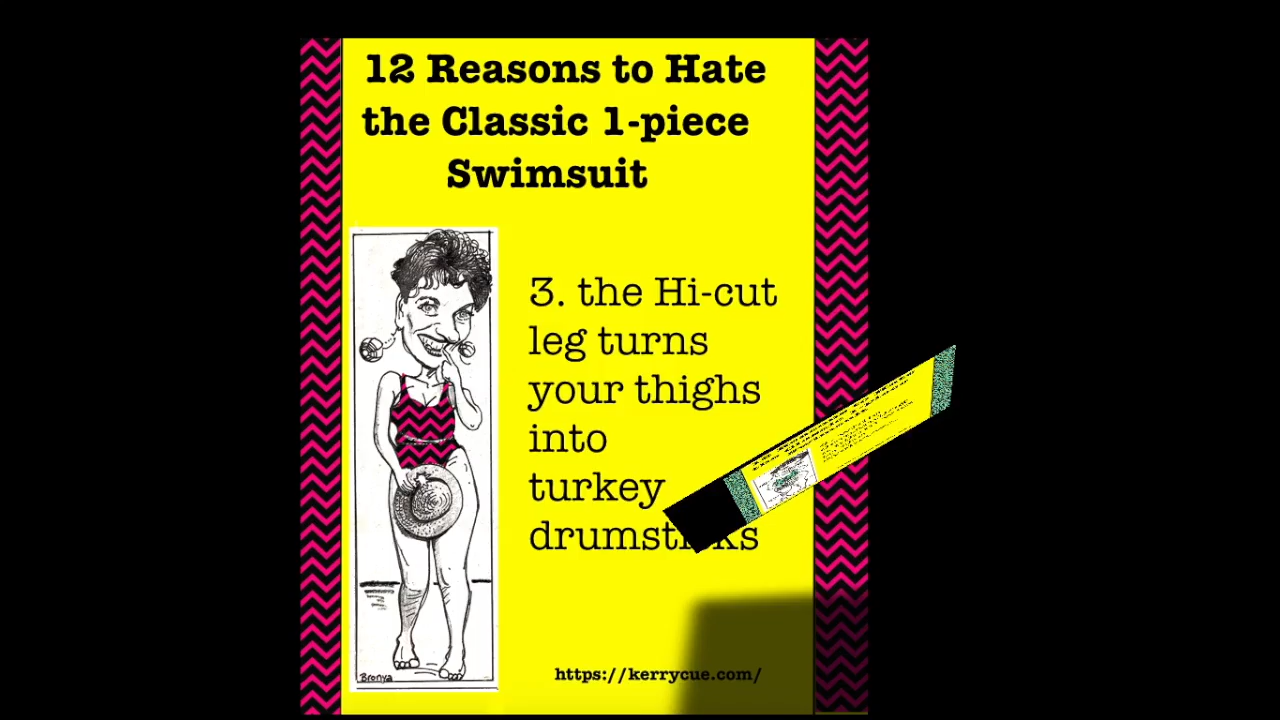 12 Reasons to Hate
the Classic 1-piece
Swimsuit
3. the Hi-cut
leg turns
your thighs
into
turkey
drumsticks
https://kerrycue.com/
Bronya